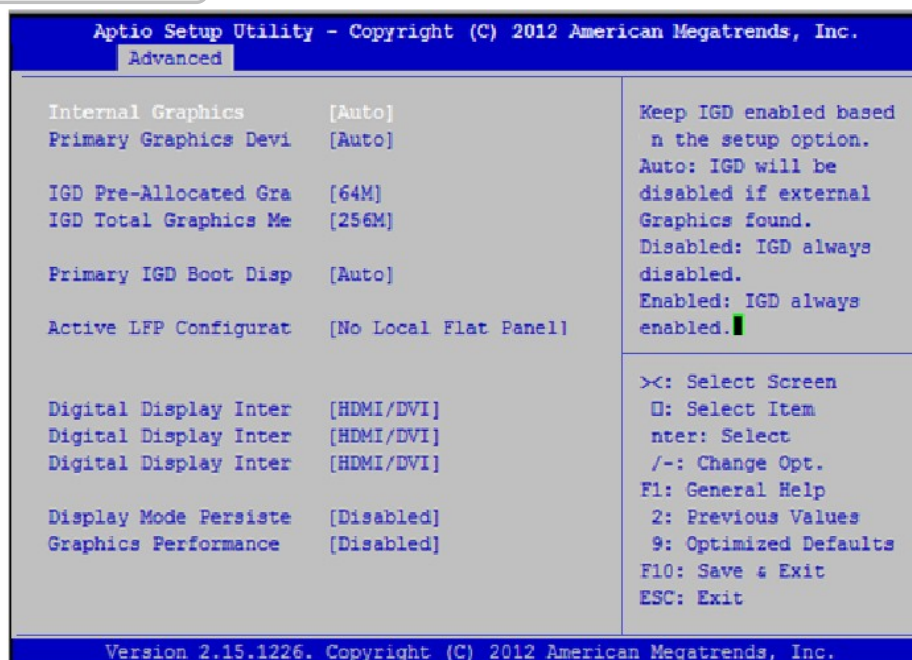 Aptio Setup Utility - Copyright (C) 2012 American Megatrends, Inc.
Advanced
Internal Graphics [Auto]
Primary Graphics Devi [Auto]
IGD Pre-Allocated Gra [64M]
IGD Total Graphics Me [256M]
Primary IGD Boot Disp [Auto]
Active LFP Configurat [No Local Flat Panel]
Digital Display Inter [HDMI/DVI]
Digital Display Inter [HDMI/DVI]
Digital Display Inter [HDMI/DVI]
Display Mode Persiste [Disabled]
Graphics Performance [Disabled]
Keep IGD enabled based
n the setup option.
Auto: IGD will be
disabled if external
Graphics found.
Disabled: IGD always
disabled.
Enabled: IGD always
enabled.
><: Select Screen
□: Select Item
nter: Select
/-: Change Opt.
F1: General Help
2: Previous Values
9: Optimized Defaults
F10: Save & Exit
ESC: Exit
Version 2.15.1226. Copyright (C) 2012 American Megatrends, Inc.